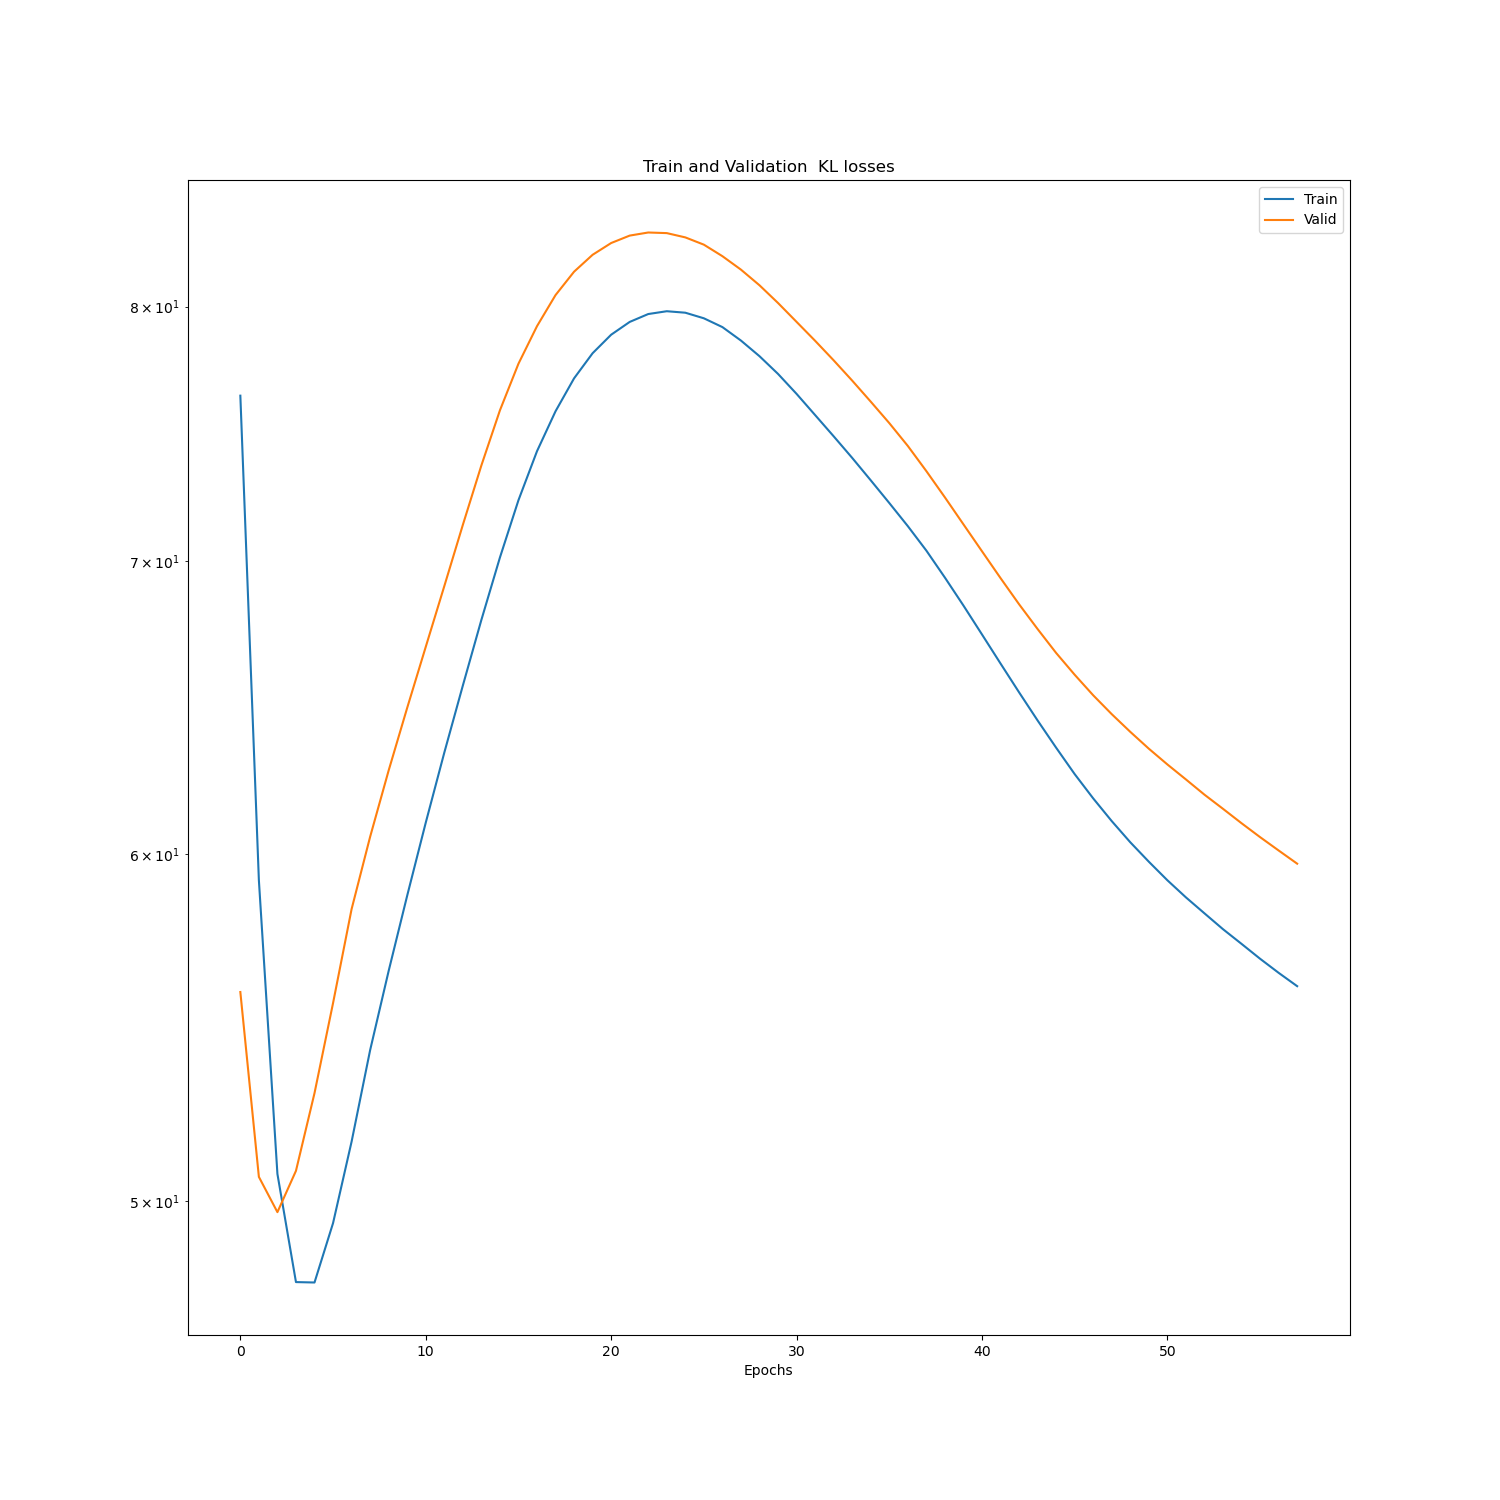 Train and Validation  KL losses
Train
Valid
8 × 10¹
7 × 10¹
6 × 10¹
5 × 10¹
0 10 20 30 40 50
Epochs